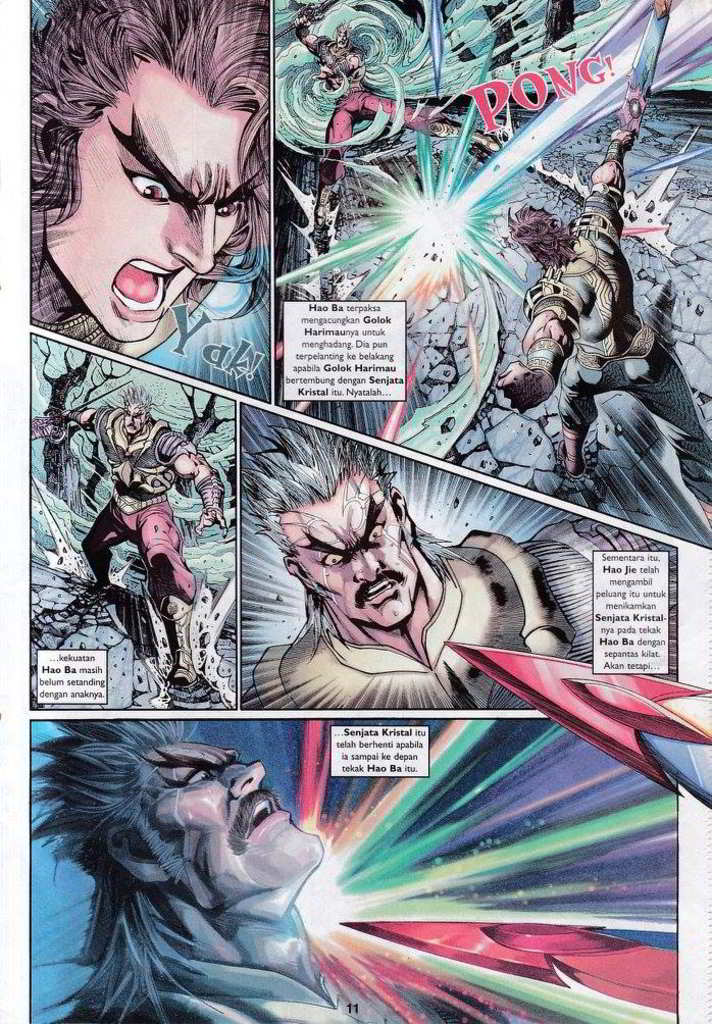 PONG!
Yah!
Hao Ba terpaksa
mengacungkan Golok
Harimaunya untuk
menghadang. Dia pun
terpelanting ke belakang
apabila Golok Harimau
bertembung dengan Senjata
Kristal itu. Nyatalah...
...kekuatan
Hao Ba masih
belum setanding
dengan anaknya.
Sementara itu,
Hao Jie telah
mengambil
peluang itu untuk
menikamkan
Senjata Kristal-
nya pada tekak
Hao Ba dengan
sepantas kilat.
Akan tetapi...
...Senjata Kristal itu
telah berhenti apabila
ia sampai ke depan
tekak Hao Ba itu.
11